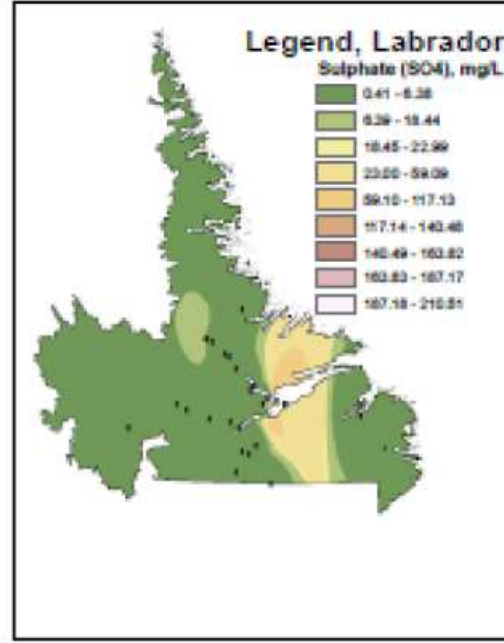 Legend, Labrador
Sulphate (SO4), mg/L
0.41 - 6.38
6.39 - 18.44
18.45 - 22.99
23.00 - 59.09
59.10 - 117.13
117.14 - 140.48
140.49 - 163.82
163.83 - 187.17
187.18 - 210.51